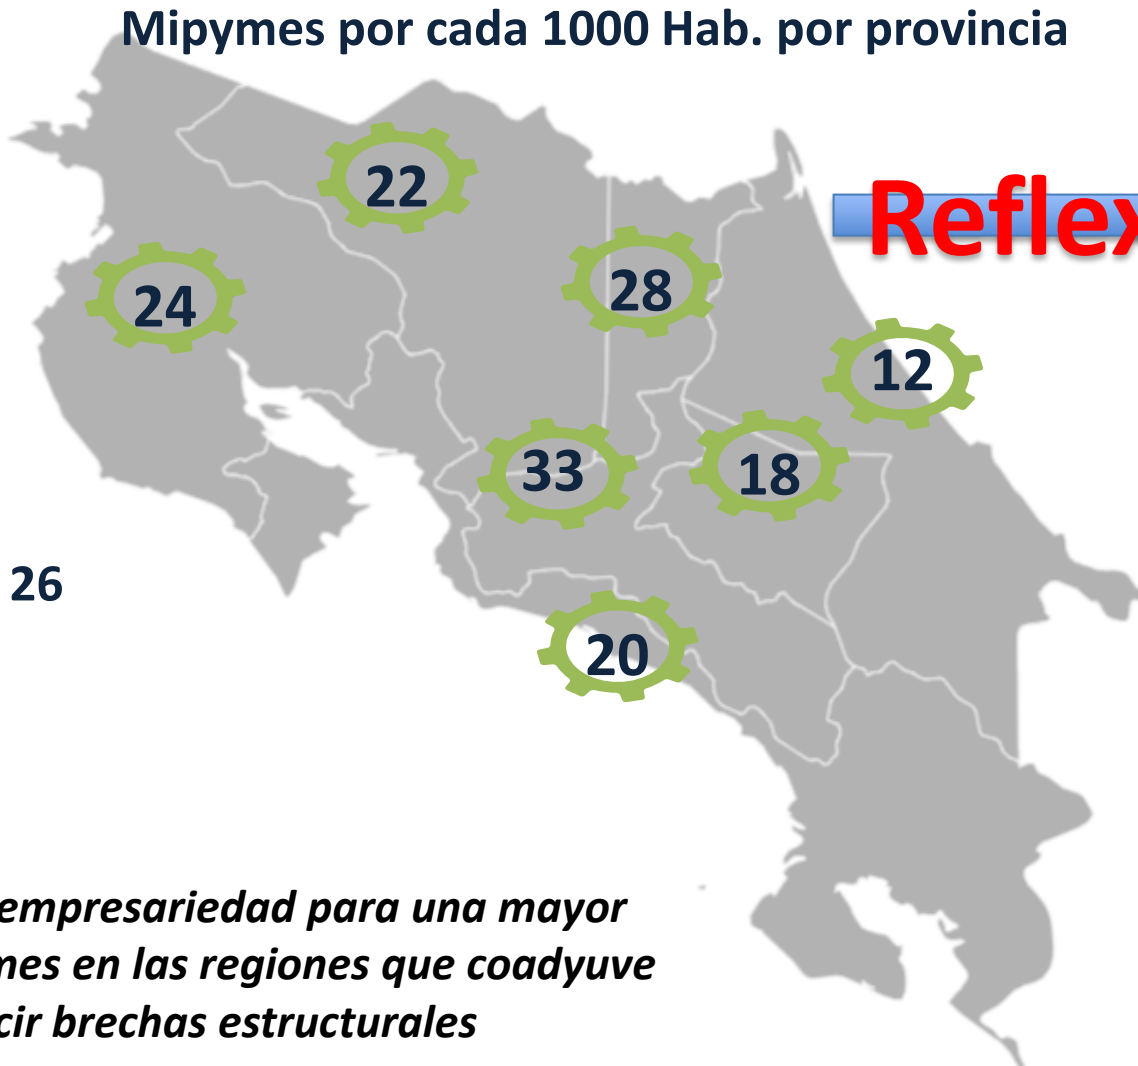 Mipymes por cada 1000 Hab. por provincia
22
Reflex
24
28
12
33
18
26
20
empresariedad para una mayor
mes en las regiones que coadyuve
cir brechas estructurales